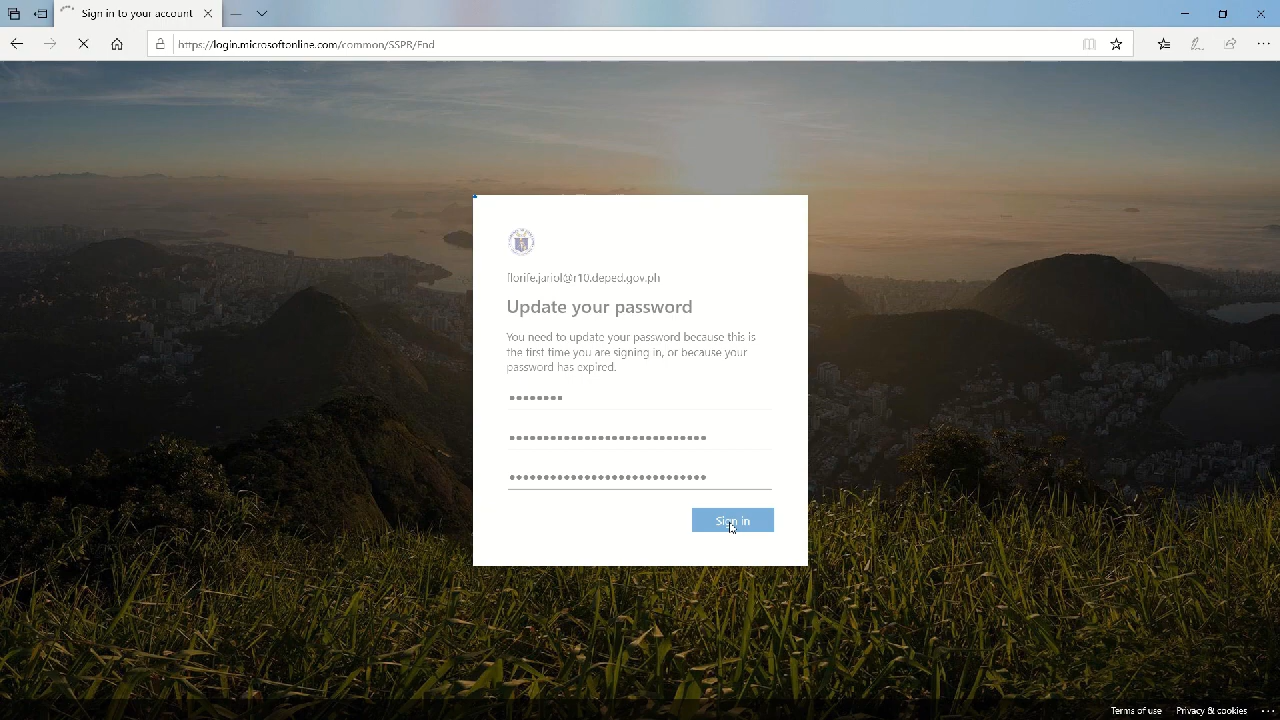 Sign in to your account
https://login.microsoftonline.com/common/SSPR/End
florife.jariol@r10.deped.gov.ph
Update your password
You need to update your password because this is
the first time you are signing in, or because your
password has expired.
Sign in
Terms of use Privacy & cookies